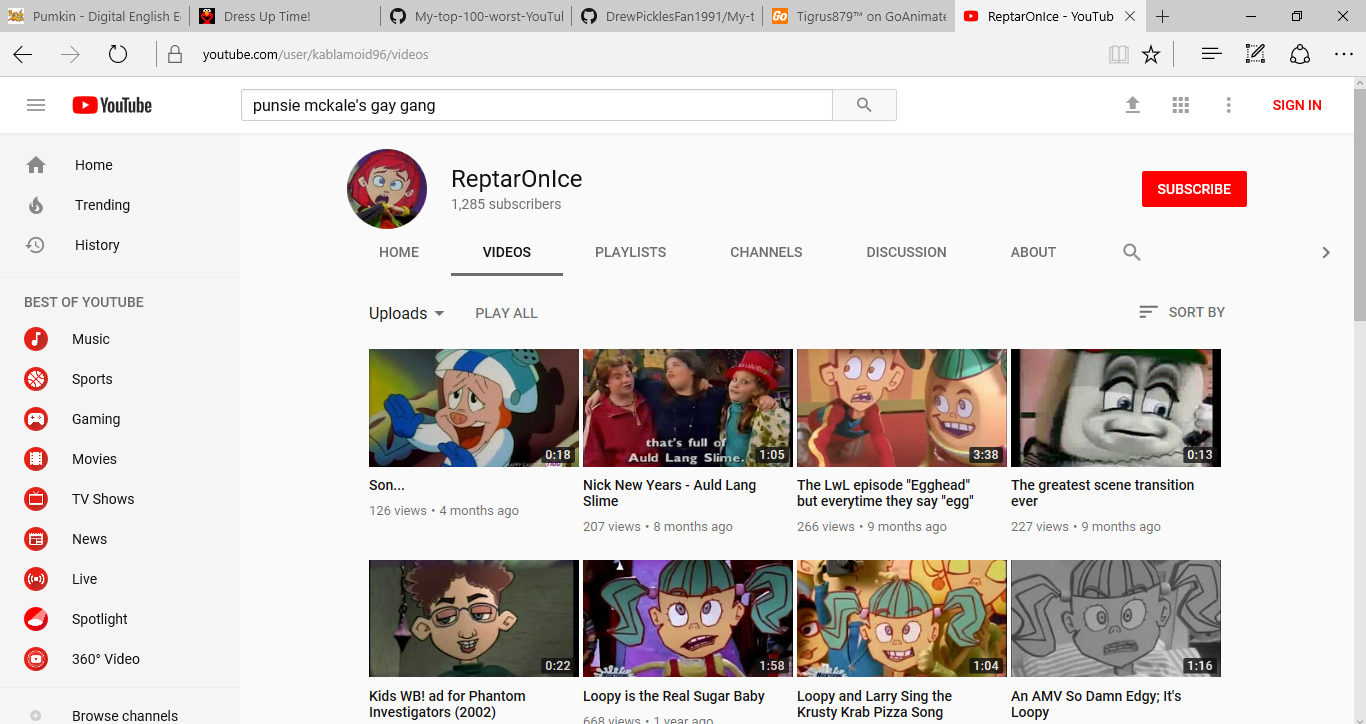 Pumkin - Digital English E
Dress Up Time!
My-top-100-worst-YouTul
DrewPicklesFan1991/My-t
Tigrus879™ on GoAnimate
ReptarOnIce - YouTub
youtube.com/user/kablamoid96/videos
YouTube
punsie mckale's gay gang
SIGN IN
Home
Trending
History
BEST OF YOUTUBE
Music
Sports
Gaming
Movies
TV Shows
News
Live
Spotlight
360° Video
Browse channels
ReptarOnIce
1,285 subscribers
SUBSCRIBE
HOME
VIDEOS
PLAYLISTS
CHANNELS
DISCUSSION
ABOUT
Uploads
PLAY ALL
SORT BY
0:18
that's full of
Auld Lang Slime.
1:05
3:38
0:13
Son...
126 views • 4 months ago
Nick New Years - Auld Lang
Slime
207 views • 8 months ago
The LwL episode "Egghead"
but everytime they say "egg"
266 views • 9 months ago
The greatest scene transition
ever
227 views • 9 months ago
0:22
1:58
1:04
1:16
Kids WB! ad for Phantom
Investigators (2002)
Loopy is the Real Sugar Baby
668 views • 1 year ago
Loopy and Larry Sing the
Krusty Krab Pizza Song
An AMV So Damn Edgy; It's
Loopy